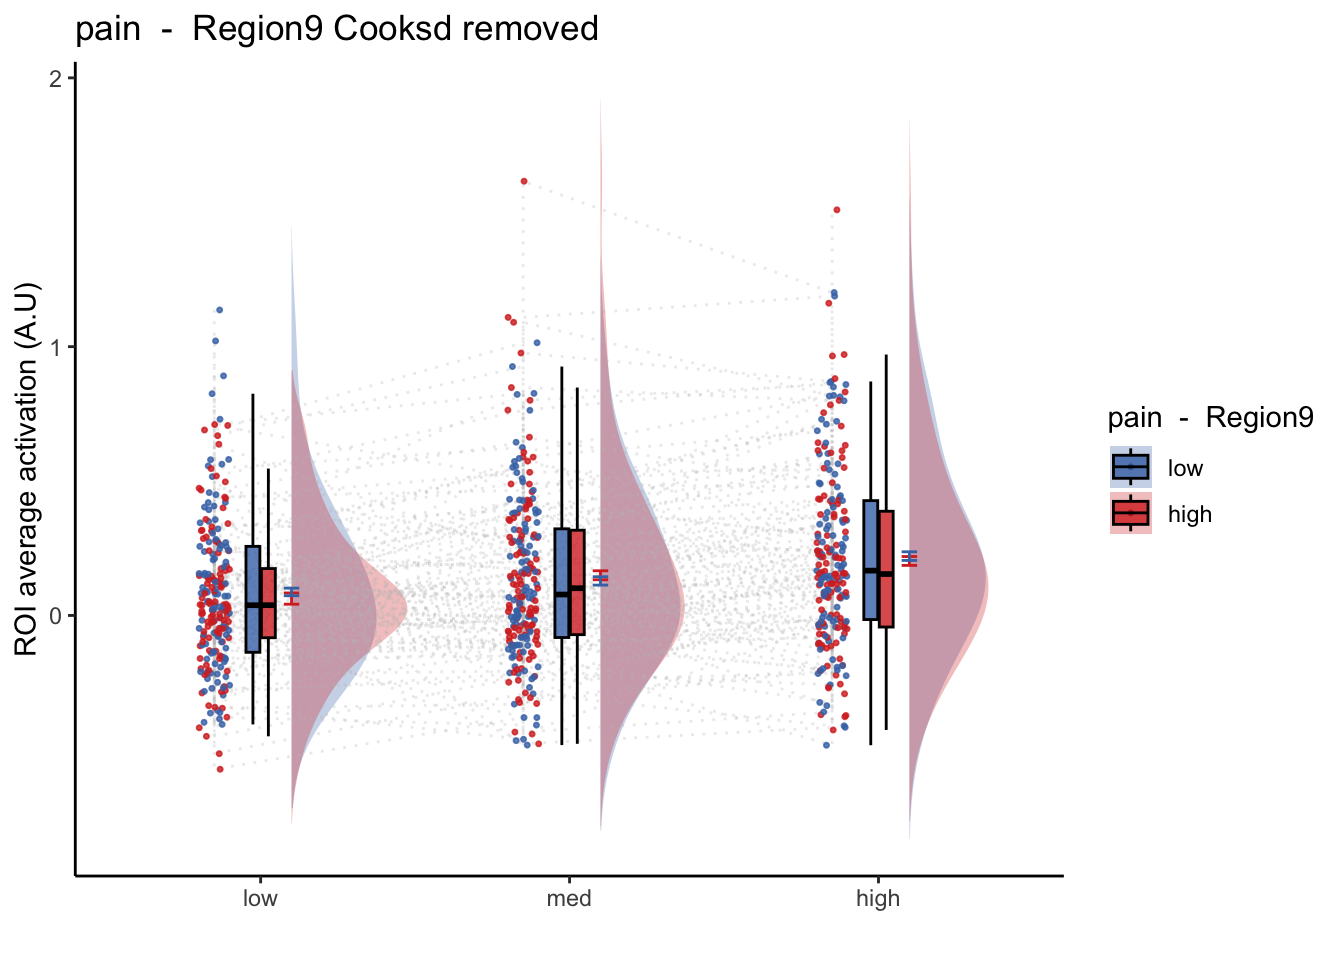 pain  -  Region9 Cooksd removed
2
1
0
ROI average activation (A.U)
low
med
high
pain  -  Region9
low
high